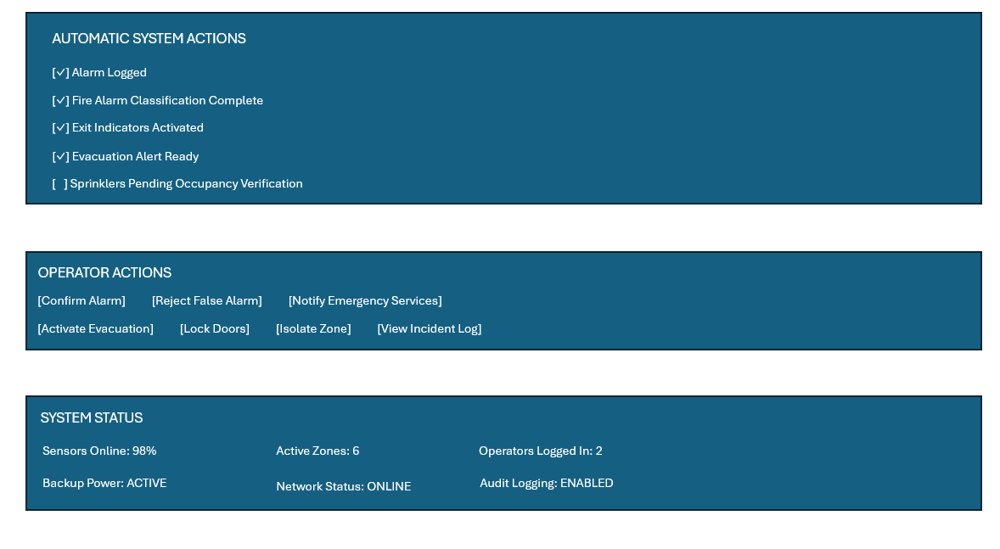 AUTOMATIC SYSTEM ACTIONS
[✓] Alarm Logged
[✓] Fire Alarm Classification Complete
[✓] Exit Indicators Activated
[✓] Evacuation Alert Ready
[ ] Sprinklers Pending Occupancy Verification
OPERATOR ACTIONS
[Confirm Alarm] [Reject False Alarm] [Notify Emergency Services]
[Activate Evacuation] [Lock Doors] [Isolate Zone] [View Incident Log]
SYSTEM STATUS
Sensors Online: 98% Active Zones: 6 Operators Logged In: 2
Backup Power: ACTIVE Network Status: ONLINE Audit Logging: ENABLED